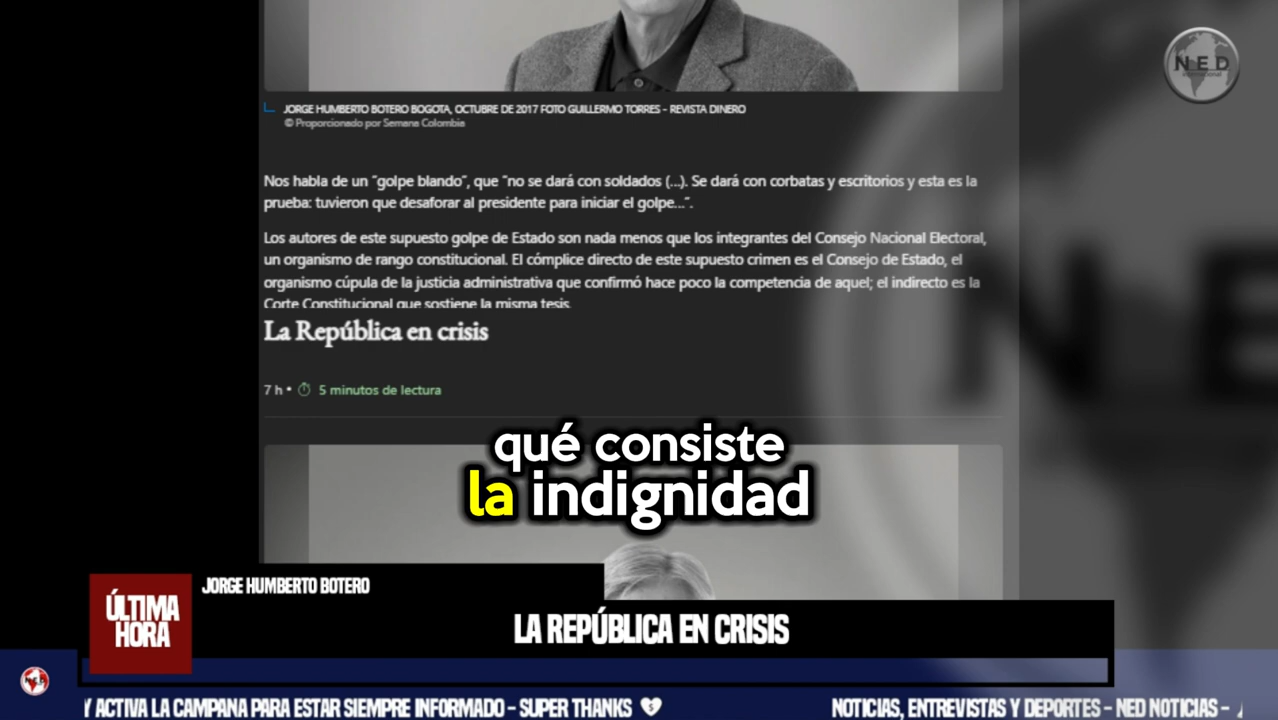 NED
JORGE HUMBERTO BOTERO BOGOTA, OCTUBRE DE 2017 FOTO GUILLERMO TORRES - REVISTA DINERO
© Proporcionado por Semana Colombia
Nos habla de un "golpe blando", que "no se dará con soldados (...). Se dará con corbatas y escritorios y esta es la
prueba: tuvieron que desaforar al presidente para iniciar el golpe...".
Los autores de este supuesto golpe de Estado son nada menos que los integrantes del Consejo Nacional Electoral,
un organismo de rango constitucional. El cómplice directo de este supuesto crimen es el Consejo de Estado, el
organismo cúpula de la justicia administrativa que confirmó hace poco la competencia de aquel; el indirecto es la
Corte Constitucional que sostiene la misma tesis.
La República en crisis
7 h • 5 minutos de lectura
qué consiste
la indignidad
JORGE HUMBERTO BOTERO
ÚLTIMA
HORA
LA REPÚBLICA EN CRISIS
Y ACTIVA LA CAMPANA PARA ESTAR SIEMPRE INFORMADO - SUPER THANKS
NOTICIAS, ENTREVISTAS Y DEPORTES - NED NOTICIAS -